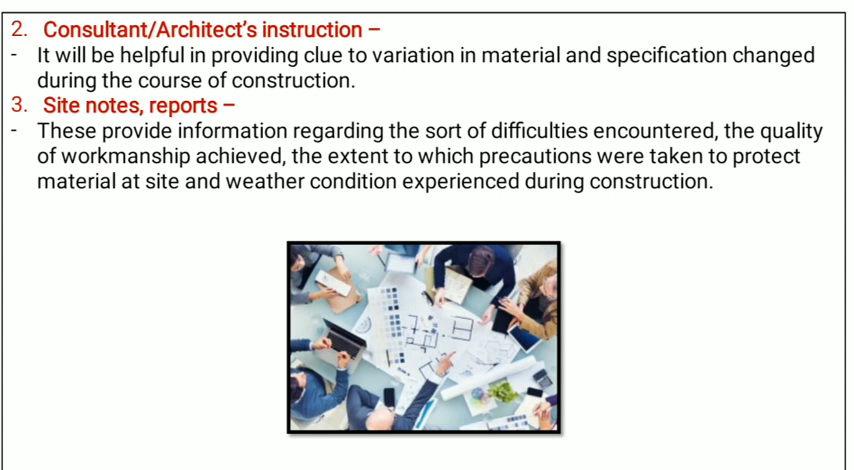 2. Consultant/Architect's instruction –
- It will be helpful in providing clue to variation in material and specification changed
during the course of construction.
3. Site notes, reports –
- These provide information regarding the sort of difficulties encountered, the quality
of workmanship achieved, the extent to which precautions were taken to protect
material at site and weather condition experienced during construction.